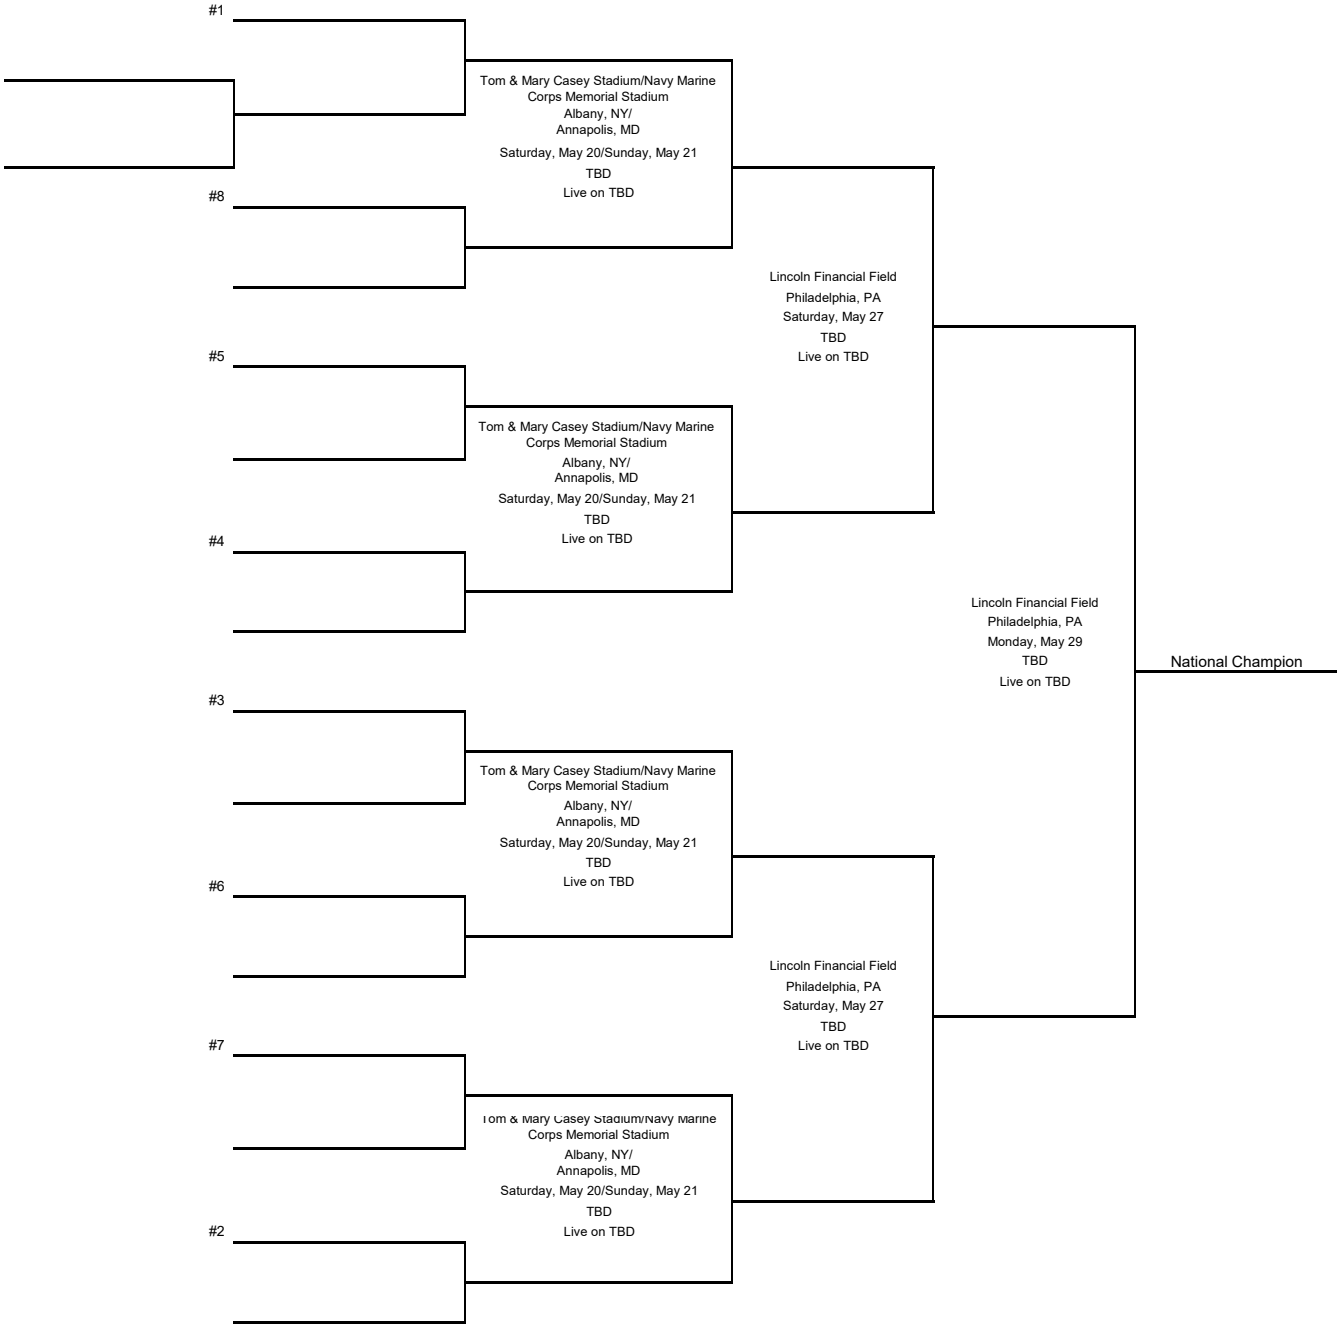 #1
Tom & Mary Casey Stadium/Navy Marine
Corps Memorial Stadium
Albany, NY/
Annapolis, MD
Saturday, May 20/Sunday, May 21
TBD
Live on TBD
#8
Lincoln Financial Field
Philadelphia, PA
Saturday, May 27
TBD
Live on TBD
#5
Tom & Mary Casey Stadium/Navy Marine
Corps Memorial Stadium
Albany, NY/
Annapolis, MD
Saturday, May 20/Sunday, May 21
TBD
Live on TBD
#4
Lincoln Financial Field
Philadelphia, PA
Monday, May 29
TBD
Live on TBD
National Champion
#3
Tom & Mary Casey Stadium/Navy Marine
Corps Memorial Stadium
Albany, NY/
Annapolis, MD
Saturday, May 20/Sunday, May 21
TBD
Live on TBD
#6
Lincoln Financial Field
Philadelphia, PA
Saturday, May 27
TBD
Live on TBD
#7
Tom & Mary Casey Stadium/Navy Marine
Corps Memorial Stadium
Albany, NY/
Annapolis, MD
Saturday, May 20/Sunday, May 21
TBD
Live on TBD
#2